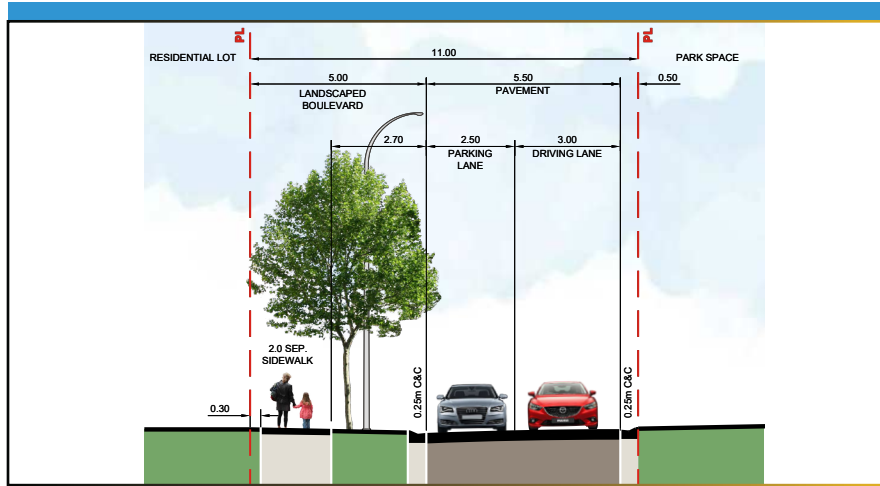 PL
PL
11.00
RESIDENTIAL LOT
PARK SPACE
5.00
5.50
0.50
LANDSCAPED
BOULEVARD
PAVEMENT
2.70
2.50
3.00
PARKING
LANE
DRIVING LANE
2.0 SEP.
SIDEWALK
0.25m C&C
0.25m C&C
0.30